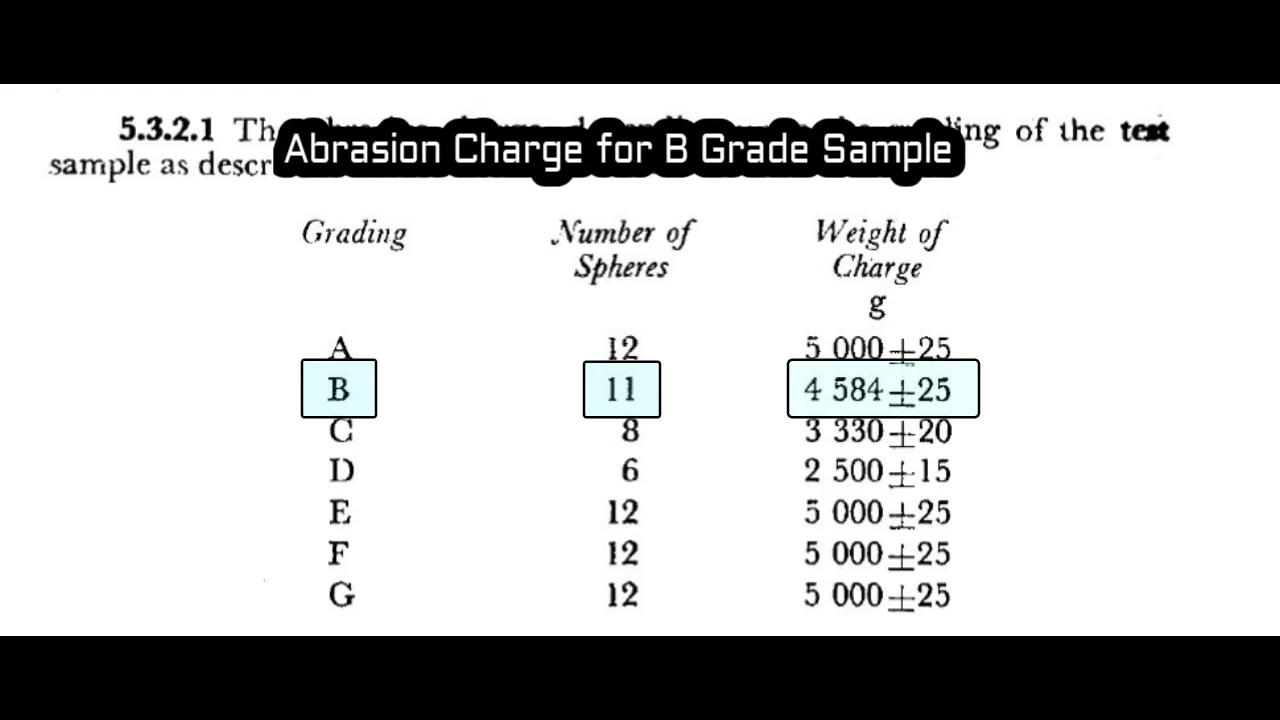 5.3.2.1 Th ing of the test
Abrasion Charge for B Grade Sample
sample as descr
Grading Number of Spheres Weight of Charge
g
A 12 5 000±25
B 11 4 584±25
C 8 3 330±20
D 6 2 500±15
E 12 5 000±25
F 12 5 000±25
G 12 5 000±25